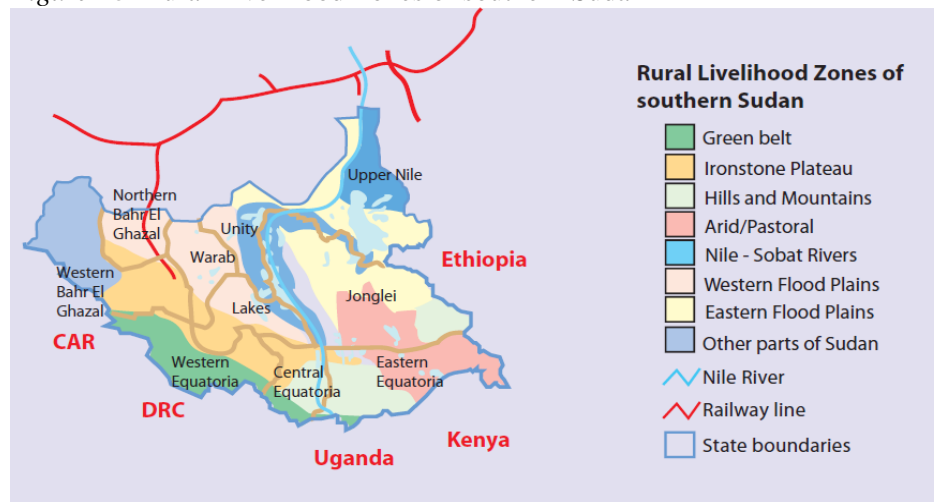 Rural Livelihood Zones of
southern Sudan
Green belt
Ironstone Plateau
Hills and Mountains
Arid/Pastoral
Nile - Sobat Rivers
Western Flood Plains
Eastern Flood Plains
Other parts of Sudan
Nile River
Railway line
State boundaries
Upper Nile
Northern
Bahr El
Ghazal
Unity
Warab
Ethiopia
Western
Bahr El
Ghazal
Jonglei
Lakes
CAR
Western
Equatoria
Central
Equatoria
Eastern
Equatoria
DRC
Kenya
Uganda